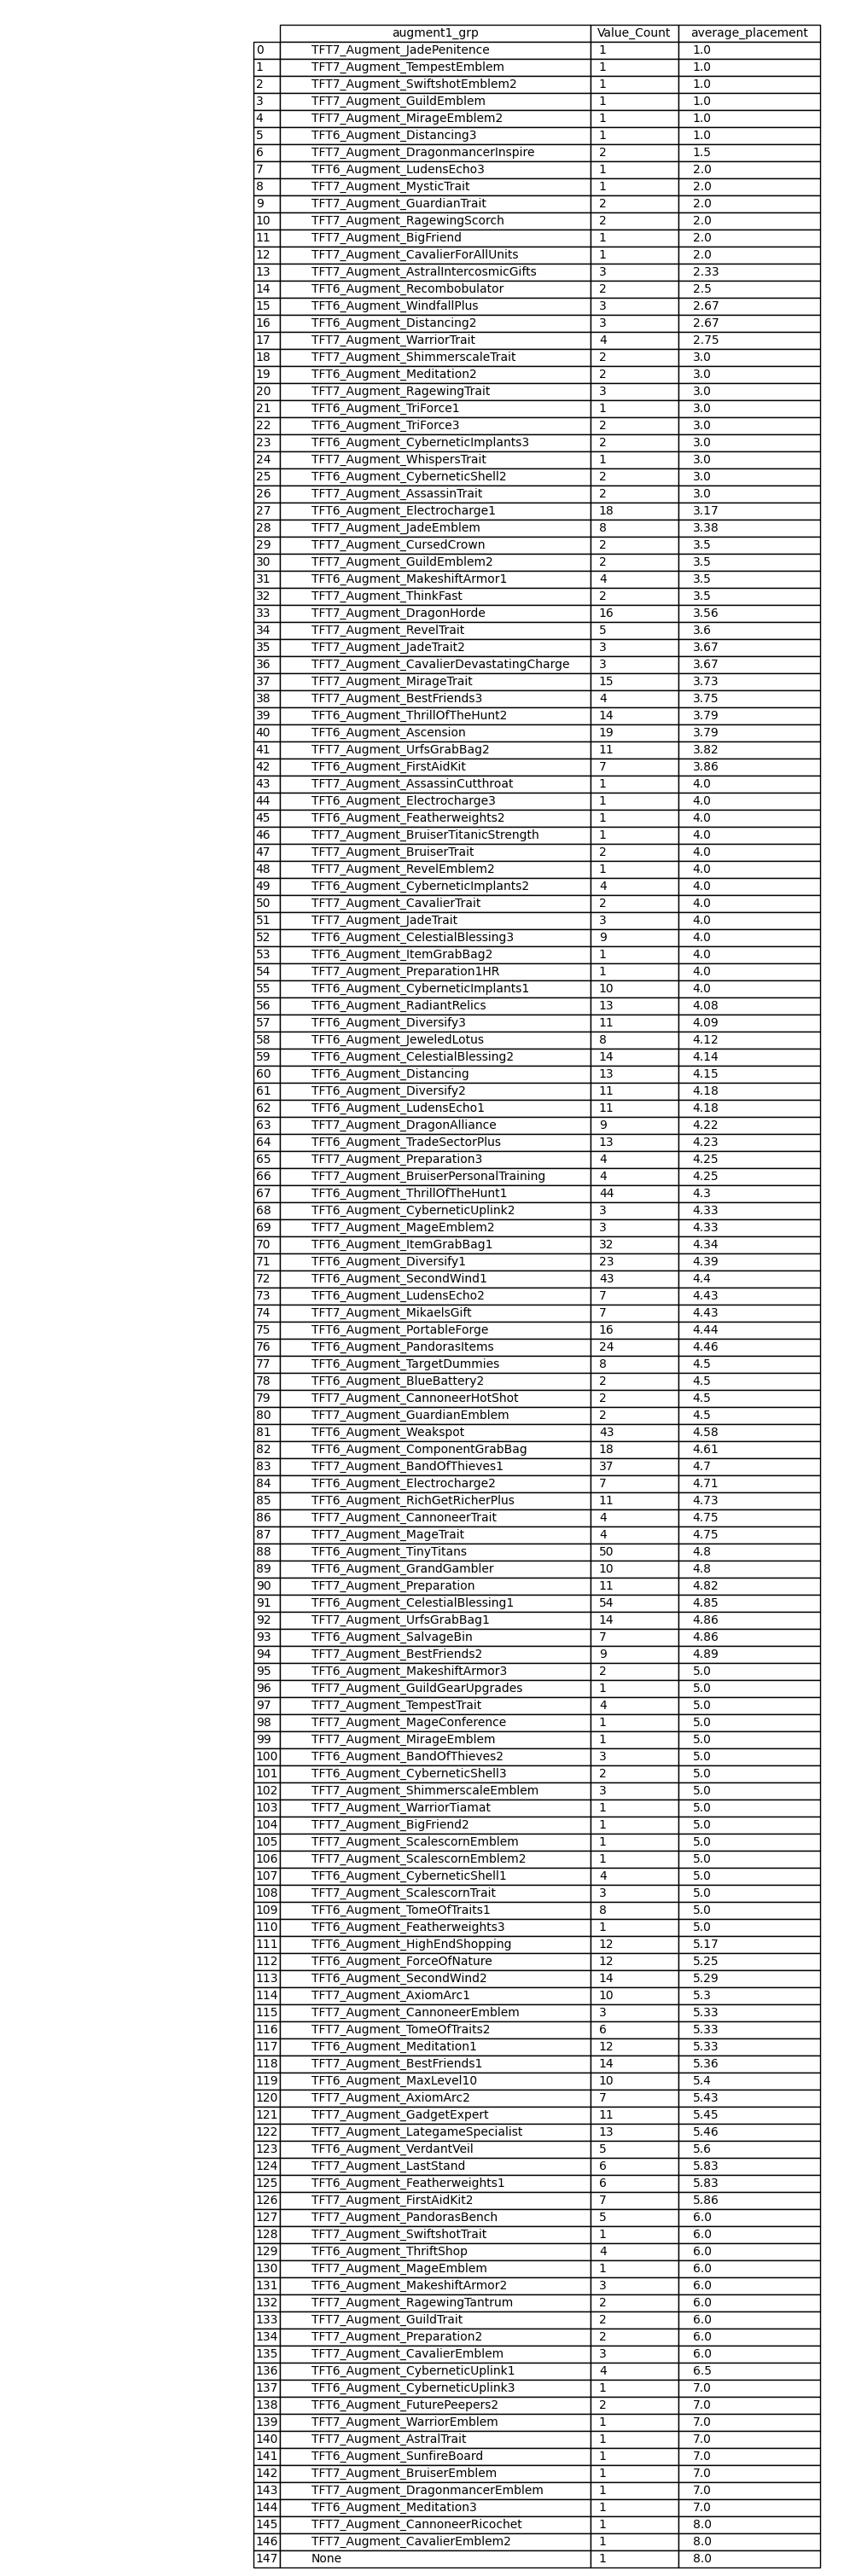 augment1_grp Value_Count average_placement
0 TFT7_Augment_JadePenitence 1 1.0
1 TFT7_Augment_TempestEmblem 1 1.0
2 TFT7_Augment_SwiftshotEmblem2 1 1.0
3 TFT7_Augment_GuildEmblem 1 1.0
4 TFT7_Augment_MirageEmblem2 1 1.0
5 TFT6_Augment_Distancing3 1 1.0
6 TFT7_Augment_DragonmancerInspire 2 1.5
7 TFT6_Augment_LudensEcho3 1 2.0
8 TFT7_Augment_MysticTrait 1 2.0
9 TFT7_Augment_GuardianTrait 2 2.0
10 TFT7_Augment_RagewingScorch 2 2.0
11 TFT7_Augment_BigFriend 1 2.0
12 TFT7_Augment_CavalierForAllUnits 1 2.0
13 TFT7_Augment_AstralIntercosmicGifts 3 2.33
14 TFT6_Augment_Recombobulator 2 2.5
15 TFT6_Augment_WindfallPlus 3 2.67
16 TFT6_Augment_Distancing2 3 2.67
17 TFT7_Augment_WarriorTrait 4 2.75
18 TFT7_Augment_ShimmerscaleTrait 2 3.0
19 TFT6_Augment_Meditation2 2 3.0
20 TFT7_Augment_RagewingTrait 3 3.0
21 TFT6_Augment_TriForce1 1 3.0
22 TFT6_Augment_TriForce3 2 3.0
23 TFT6_Augment_CyberneticImplants3 2 3.0
24 TFT7_Augment_WhispersTrait 1 3.0
25 TFT6_Augment_CyberneticShell2 2 3.0
26 TFT7_Augment_AssassinTrait 2 3.0
27 TFT6_Augment_Electrocharge1 18 3.17
28 TFT7_Augment_JadeEmblem 8 3.38
29 TFT7_Augment_CursedCrown 2 3.5
30 TFT7_Augment_GuildEmblem2 2 3.5
31 TFT6_Augment_MakeshiftArmor1 4 3.5
32 TFT7_Augment_ThinkFast 2 3.5
33 TFT7_Augment_DragonHorde 16 3.56
34 TFT7_Augment_RevelTrait 5 3.6
35 TFT7_Augment_JadeTrait2 3 3.67
36 TFT7_Augment_CavalierDevastatingCharge 3 3.67
37 TFT7_Augment_MirageTrait 15 3.73
38 TFT7_Augment_BestFriends3 4 3.75
39 TFT6_Augment_ThrillOfTheHunt2 14 3.79
40 TFT6_Augment_Ascension 19 3.79
41 TFT7_Augment_UrfsGrabBag2 11 3.82
42 TFT6_Augment_FirstAidKit 7 3.86
43 TFT7_Augment_AssassinCutthroat 1 4.0
44 TFT6_Augment_Electrocharge3 1 4.0
45 TFT6_Augment_Featherweights2 1 4.0
46 TFT7_Augment_BruiserTitanicStrength 1 4.0
47 TFT7_Augment_BruiserTrait 2 4.0
48 TFT7_Augment_RevelEmblem2 1 4.0
49 TFT6_Augment_CyberneticImplants2 4 4.0
50 TFT7_Augment_CavalierTrait 2 4.0
51 TFT7_Augment_JadeTrait 3 4.0
52 TFT6_Augment_CelestialBlessing3 9 4.0
53 TFT6_Augment_ItemGrabBag2 1 4.0
54 TFT7_Augment_Preparation1HR 1 4.0
55 TFT6_Augment_CyberneticImplants1 10 4.0
56 TFT6_Augment_RadiantRelics 13 4.08
57 TFT6_Augment_Diversify3 11 4.09
58 TFT6_Augment_JeweledLotus 8 4.12
59 TFT6_Augment_CelestialBlessing2 14 4.14
60 TFT6_Augment_Distancing 13 4.15
61 TFT6_Augment_Diversify2 11 4.18
62 TFT6_Augment_LudensEcho1 11 4.18
63 TFT7_Augment_DragonAlliance 9 4.22
64 TFT6_Augment_TradeSectorPlus 13 4.23
65 TFT7_Augment_Preparation3 4 4.25
66 TFT7_Augment_BruiserPersonalTraining 4 4.25
67 TFT6_Augment_ThrillOfTheHunt1 44 4.3
68 TFT6_Augment_CyberneticUplink2 3 4.33
69 TFT7_Augment_MageEmblem2 3 4.33
70 TFT6_Augment_ItemGrabBag1 32 4.34
71 TFT6_Augment_Diversify1 23 4.39
72 TFT6_Augment_SecondWind1 43 4.4
73 TFT6_Augment_LudensEcho2 7 4.43
74 TFT7_Augment_MikaelsGift 7 4.43
75 TFT6_Augment_PortableForge 16 4.44
76 TFT6_Augment_PandorasItems 24 4.46
77 TFT6_Augment_TargetDummies 8 4.5
78 TFT6_Augment_BlueBattery2 2 4.5
79 TFT7_Augment_CannoneerHotShot 2 4.5
80 TFT7_Augment_GuardianEmblem 2 4.5
81 TFT6_Augment_Weakspot 43 4.58
82 TFT6_Augment_ComponentGrabBag 18 4.61
83 TFT7_Augment_BandOfThieves1 37 4.7
84 TFT6_Augment_Electrocharge2 7 4.71
85 TFT6_Augment_RichGetRicherPlus 11 4.73
86 TFT7_Augment_CannoneerTrait 4 4.75
87 TFT7_Augment_MageTrait 4 4.75
88 TFT6_Augment_TinyTitans 50 4.8
89 TFT6_Augment_GrandGambler 10 4.8
90 TFT7_Augment_Preparation 11 4.82
91 TFT6_Augment_CelestialBlessing1 54 4.85
92 TFT7_Augment_UrfsGrabBag1 14 4.86
93 TFT6_Augment_SalvageBin 7 4.86
94 TFT7_Augment_BestFriends2 9 4.89
95 TFT6_Augment_MakeshiftArmor3 2 5.0
96 TFT7_Augment_GuildGearUpgrades 1 5.0
97 TFT7_Augment_TempestTrait 4 5.0
98 TFT7_Augment_MageConference 1 5.0
99 TFT7_Augment_MirageEmblem 1 5.0
100 TFT6_Augment_BandOfThieves2 3 5.0
101 TFT6_Augment_CyberneticShell3 2 5.0
102 TFT7_Augment_ShimmerscaleEmblem 3 5.0
103 TFT7_Augment_WarriorTiamat 1 5.0
104 TFT7_Augment_BigFriend2 1 5.0
105 TFT7_Augment_ScalescornEmblem 1 5.0
106 TFT7_Augment_ScalescornEmblem2 1 5.0
107 TFT6_Augment_CyberneticShell1 4 5.0
108 TFT7_Augment_ScalescornTrait 3 5.0
109 TFT6_Augment_TomeOfTraits1 8 5.0
110 TFT6_Augment_Featherweights3 1 5.0
111 TFT6_Augment_HighEndShopping 12 5.17
112 TFT6_Augment_ForceOfNature 12 5.25
113 TFT6_Augment_SecondWind2 14 5.29
114 TFT7_Augment_AxiomArc1 10 5.3
115 TFT7_Augment_CannoneerEmblem 3 5.33
116 TFT7_Augment_TomeOfTraits2 6 5.33
117 TFT6_Augment_Meditation1 12 5.33
118 TFT7_Augment_BestFriends1 14 5.36
119 TFT6_Augment_MaxLevel10 10 5.4
120 TFT7_Augment_AxiomArc2 7 5.43
121 TFT7_Augment_GadgetExpert 11 5.45
122 TFT7_Augment_LategameSpecialist 13 5.46
123 TFT6_Augment_VerdantVeil 5 5.6
124 TFT7_Augment_LastStand 6 5.83
125 TFT6_Augment_Featherweights1 6 5.83
126 TFT7_Augment_FirstAidKit2 7 5.86
127 TFT7_Augment_PandorasBench 5 6.0
128 TFT7_Augment_SwiftshotTrait 1 6.0
129 TFT6_Augment_ThriftShop 4 6.0
130 TFT7_Augment_MageEmblem 1 6.0
131 TFT6_Augment_MakeshiftArmor2 3 6.0
132 TFT7_Augment_RagewingTantrum 2 6.0
133 TFT7_Augment_GuildTrait 2 6.0
134 TFT7_Augment_Preparation2 2 6.0
135 TFT7_Augment_CavalierEmblem 3 6.0
136 TFT6_Augment_CyberneticUplink1 4 6.5
137 TFT6_Augment_CyberneticUplink3 1 7.0
138 TFT6_Augment_FuturePeepers2 2 7.0
139 TFT7_Augment_WarriorEmblem 1 7.0
140 TFT7_Augment_AstralTrait 1 7.0
141 TFT6_Augment_SunfireBoard 1 7.0
142 TFT7_Augment_BruiserEmblem 1 7.0
143 TFT7_Augment_DragonmancerEmblem 1 7.0
144 TFT6_Augment_Meditation3 1 7.0
145 TFT7_Augment_CannoneerRicochet 1 8.0
146 TFT7_Augment_CavalierEmblem2 1 8.0
147 None 1 8.0